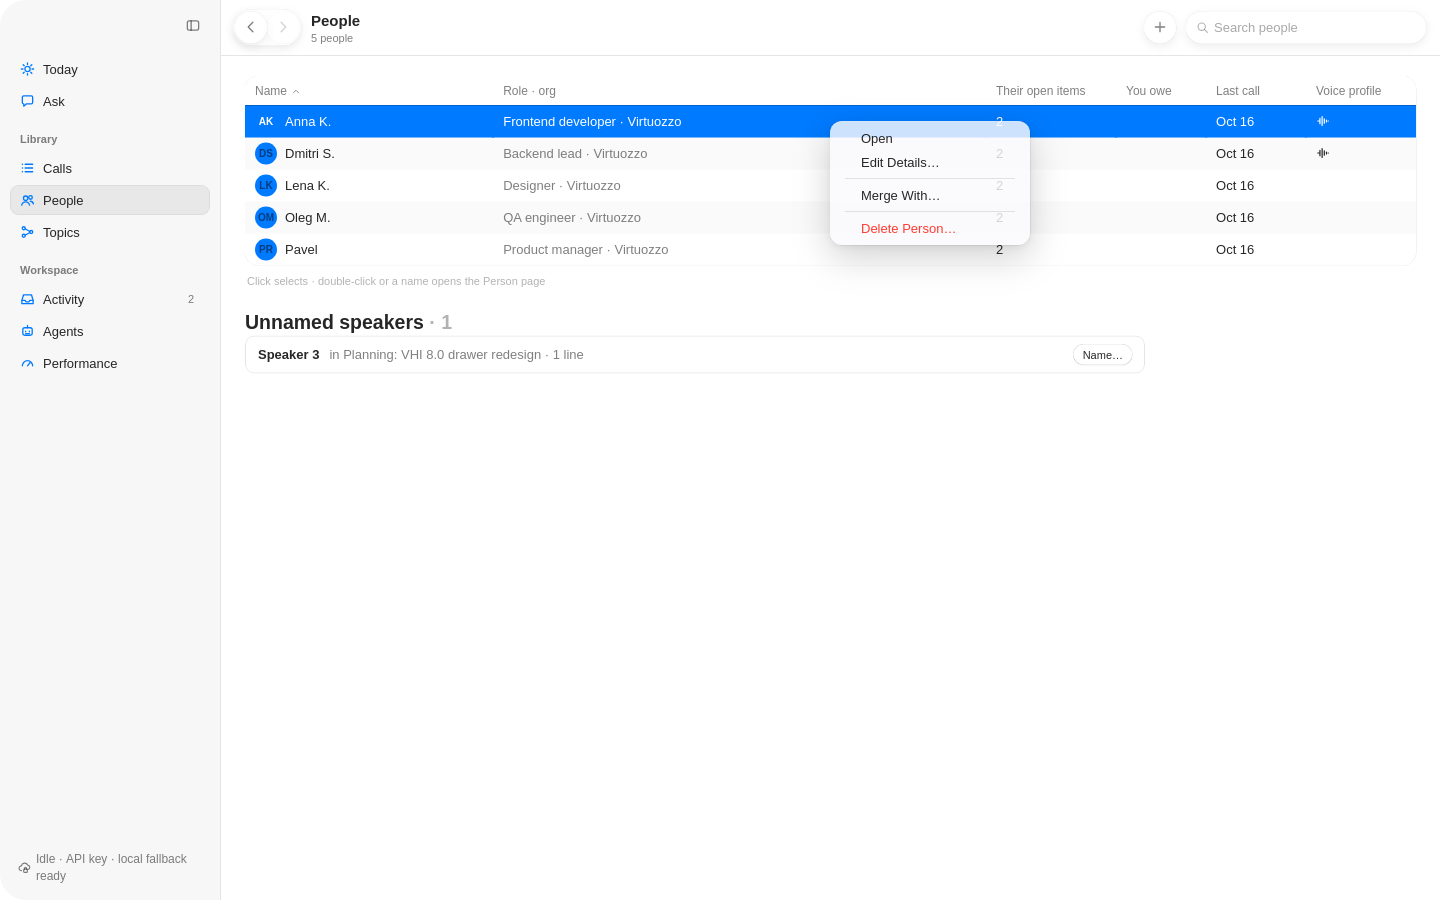 People
5 people
Search people
Today
Ask
Library
Calls
People
Topics
Workspace
Activity 2
Agents
Performance
Idle · API key · local fallback
ready
Name Role · org Their open items You owe Last call Voice profile
AK Anna K. Frontend developer · Virtuozzo 2 Oct 16
DS Dmitri S. Backend lead · Virtuozzo 2 Oct 16
LK Lena K. Designer · Virtuozzo 2 Oct 16
OM Oleg M. QA engineer · Virtuozzo 2 Oct 16
PR Pavel Product manager · Virtuozzo 2 Oct 16
Open
Edit Details…
Merge With…
Delete Person…
Click selects · double-click or a name opens the Person page
Unnamed speakers · 1
Speaker 3 in Planning: VHI 8.0 drawer redesign · 1 line Name…